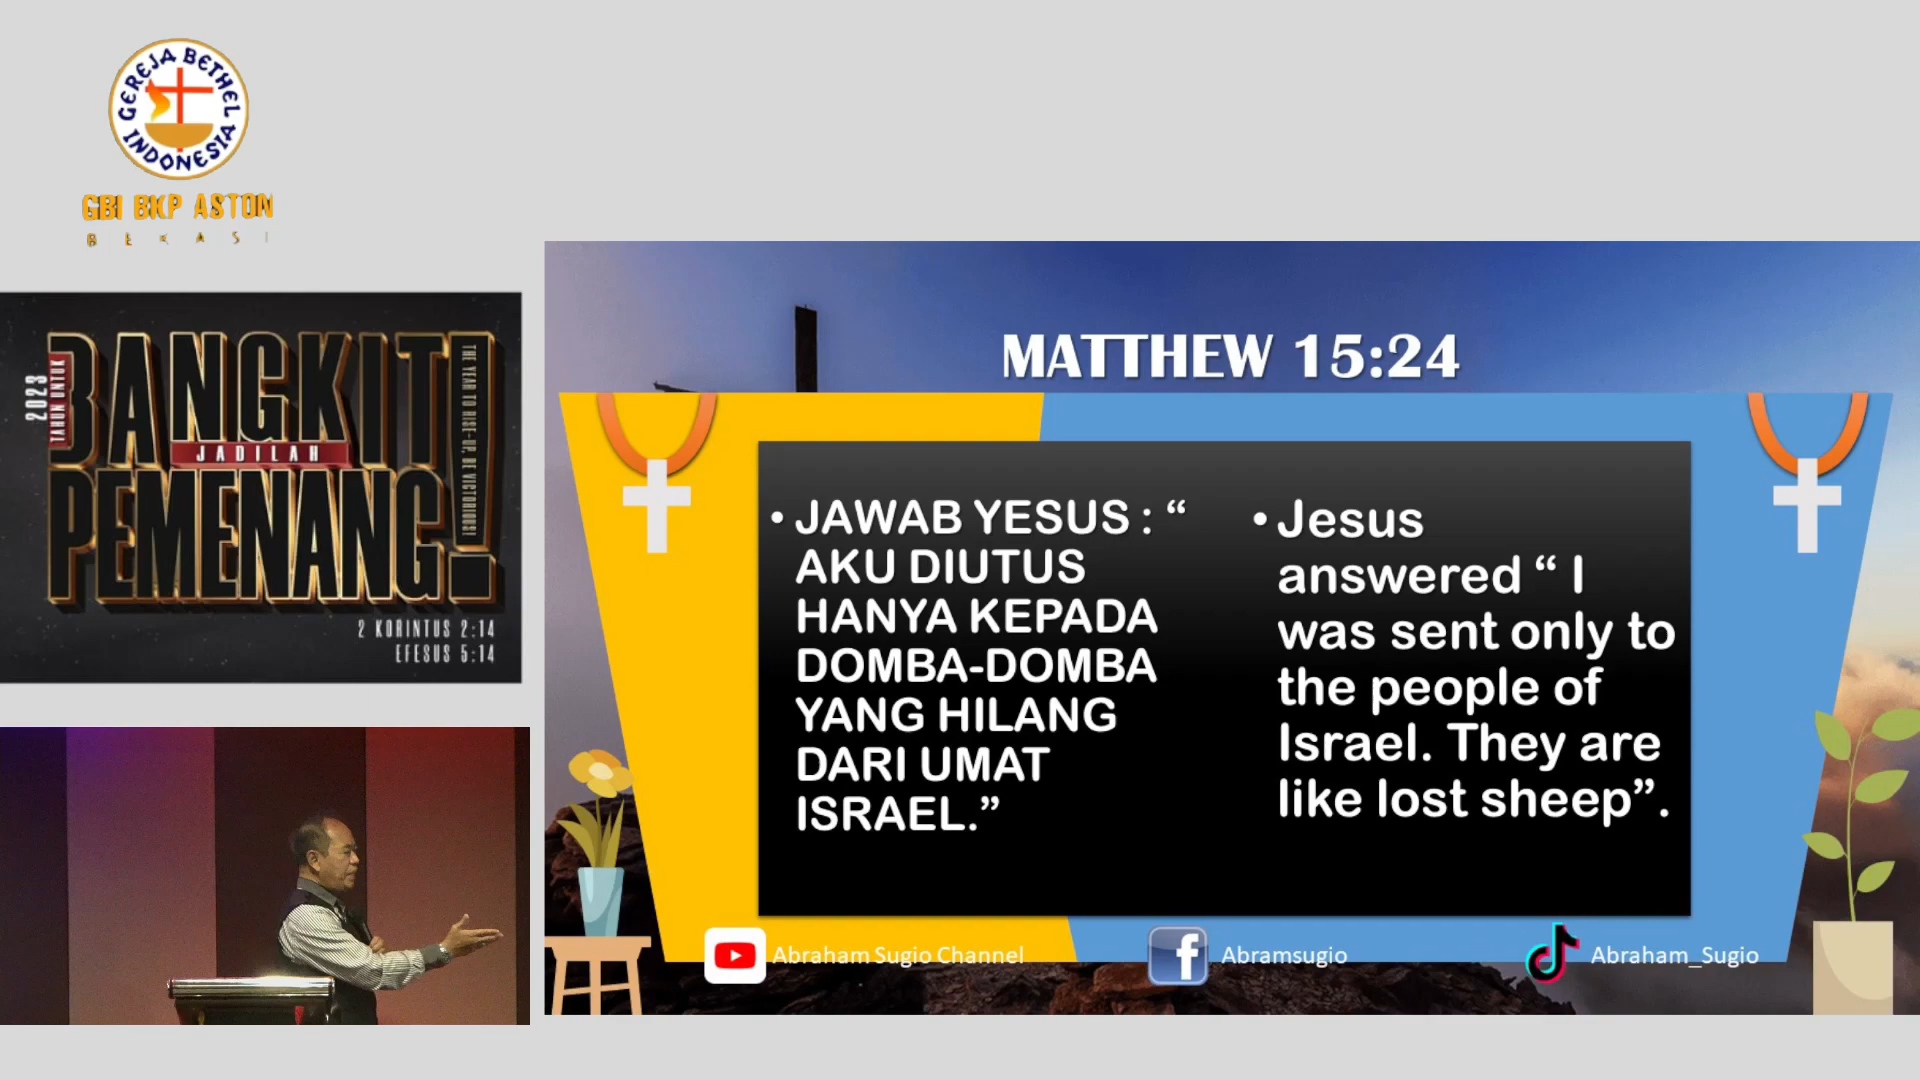 GEREJA BETHEL
INDONESIA
GBI BKP ASTON
BEKASI
2023
TAHUN UNTUK
BANGKIT!
JADILAH
PEMENANG!
THE YEAR TO RISE-UP, BE VICTORIOUS!
2 KORINTUS 2:14
EFESUS 5:14
MATTHEW 15:24
• JAWAB YESUS : “
AKU DIUTUS
HANYA KEPADA
DOMBA-DOMBA
YANG HILANG
DARI UMAT
ISRAEL.”
• Jesus
answered “ I
was sent only to
the people of
Israel. They are
like lost sheep”.
Abraham Sugio Channel
Abramsugio
Abraham_Sugio